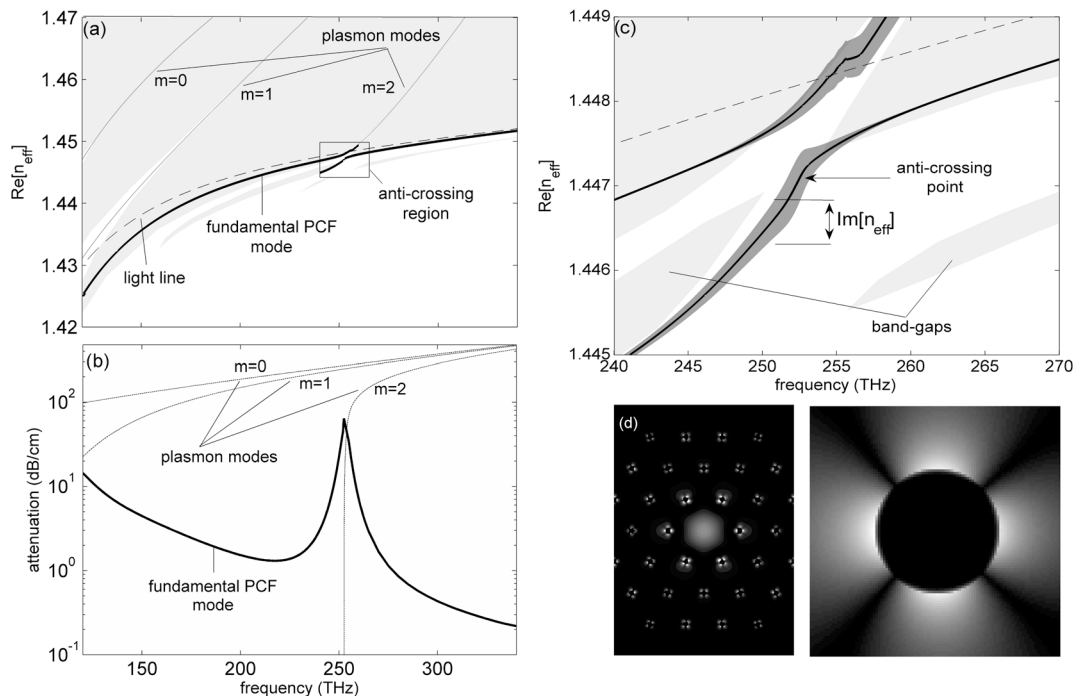 (a)
plasmon modes
m=0
m=1
m=2
1.47
1.46
1.45
1.44
1.43
1.42
Re[n_eff]
anti-crossing
region
fundamental PCF
mode
light line
(b)
m=0
m=1
m=2
plasmon modes
10^2
10^1
10^0
10^-1
attenuation (dB/cm)
fundamental PCF
mode
150 200 250 300
frequency (THz)
(c)
1.449
1.448
1.447
1.446
1.445
Re[n_eff]
anti-crossing
point
Im[n_eff]
band-gaps
240 245 250 255 260 265 270
frequency (THz)
(d)